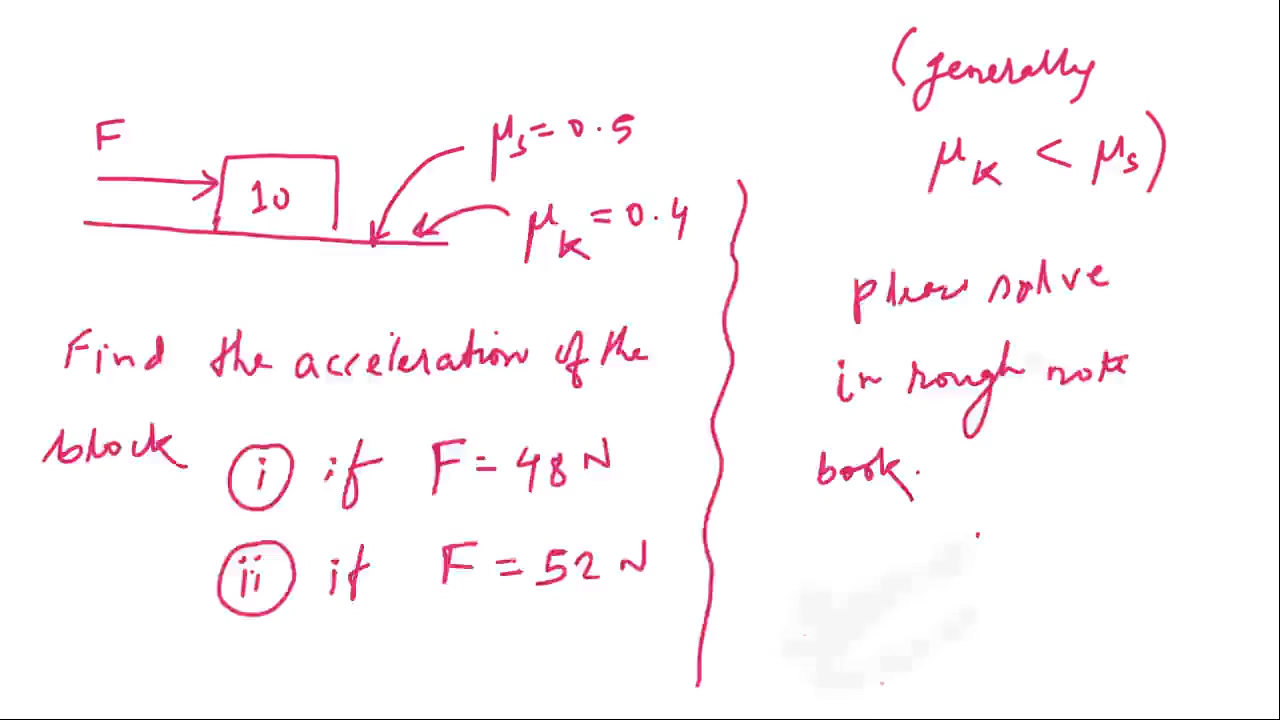 F
10
μs = 0.5
μk = 0.4
Find the acceleration of the
block (i) if F = 48 N
(ii) if F = 52 N
(generally
μk < μs)
please solve
in rough note
book.